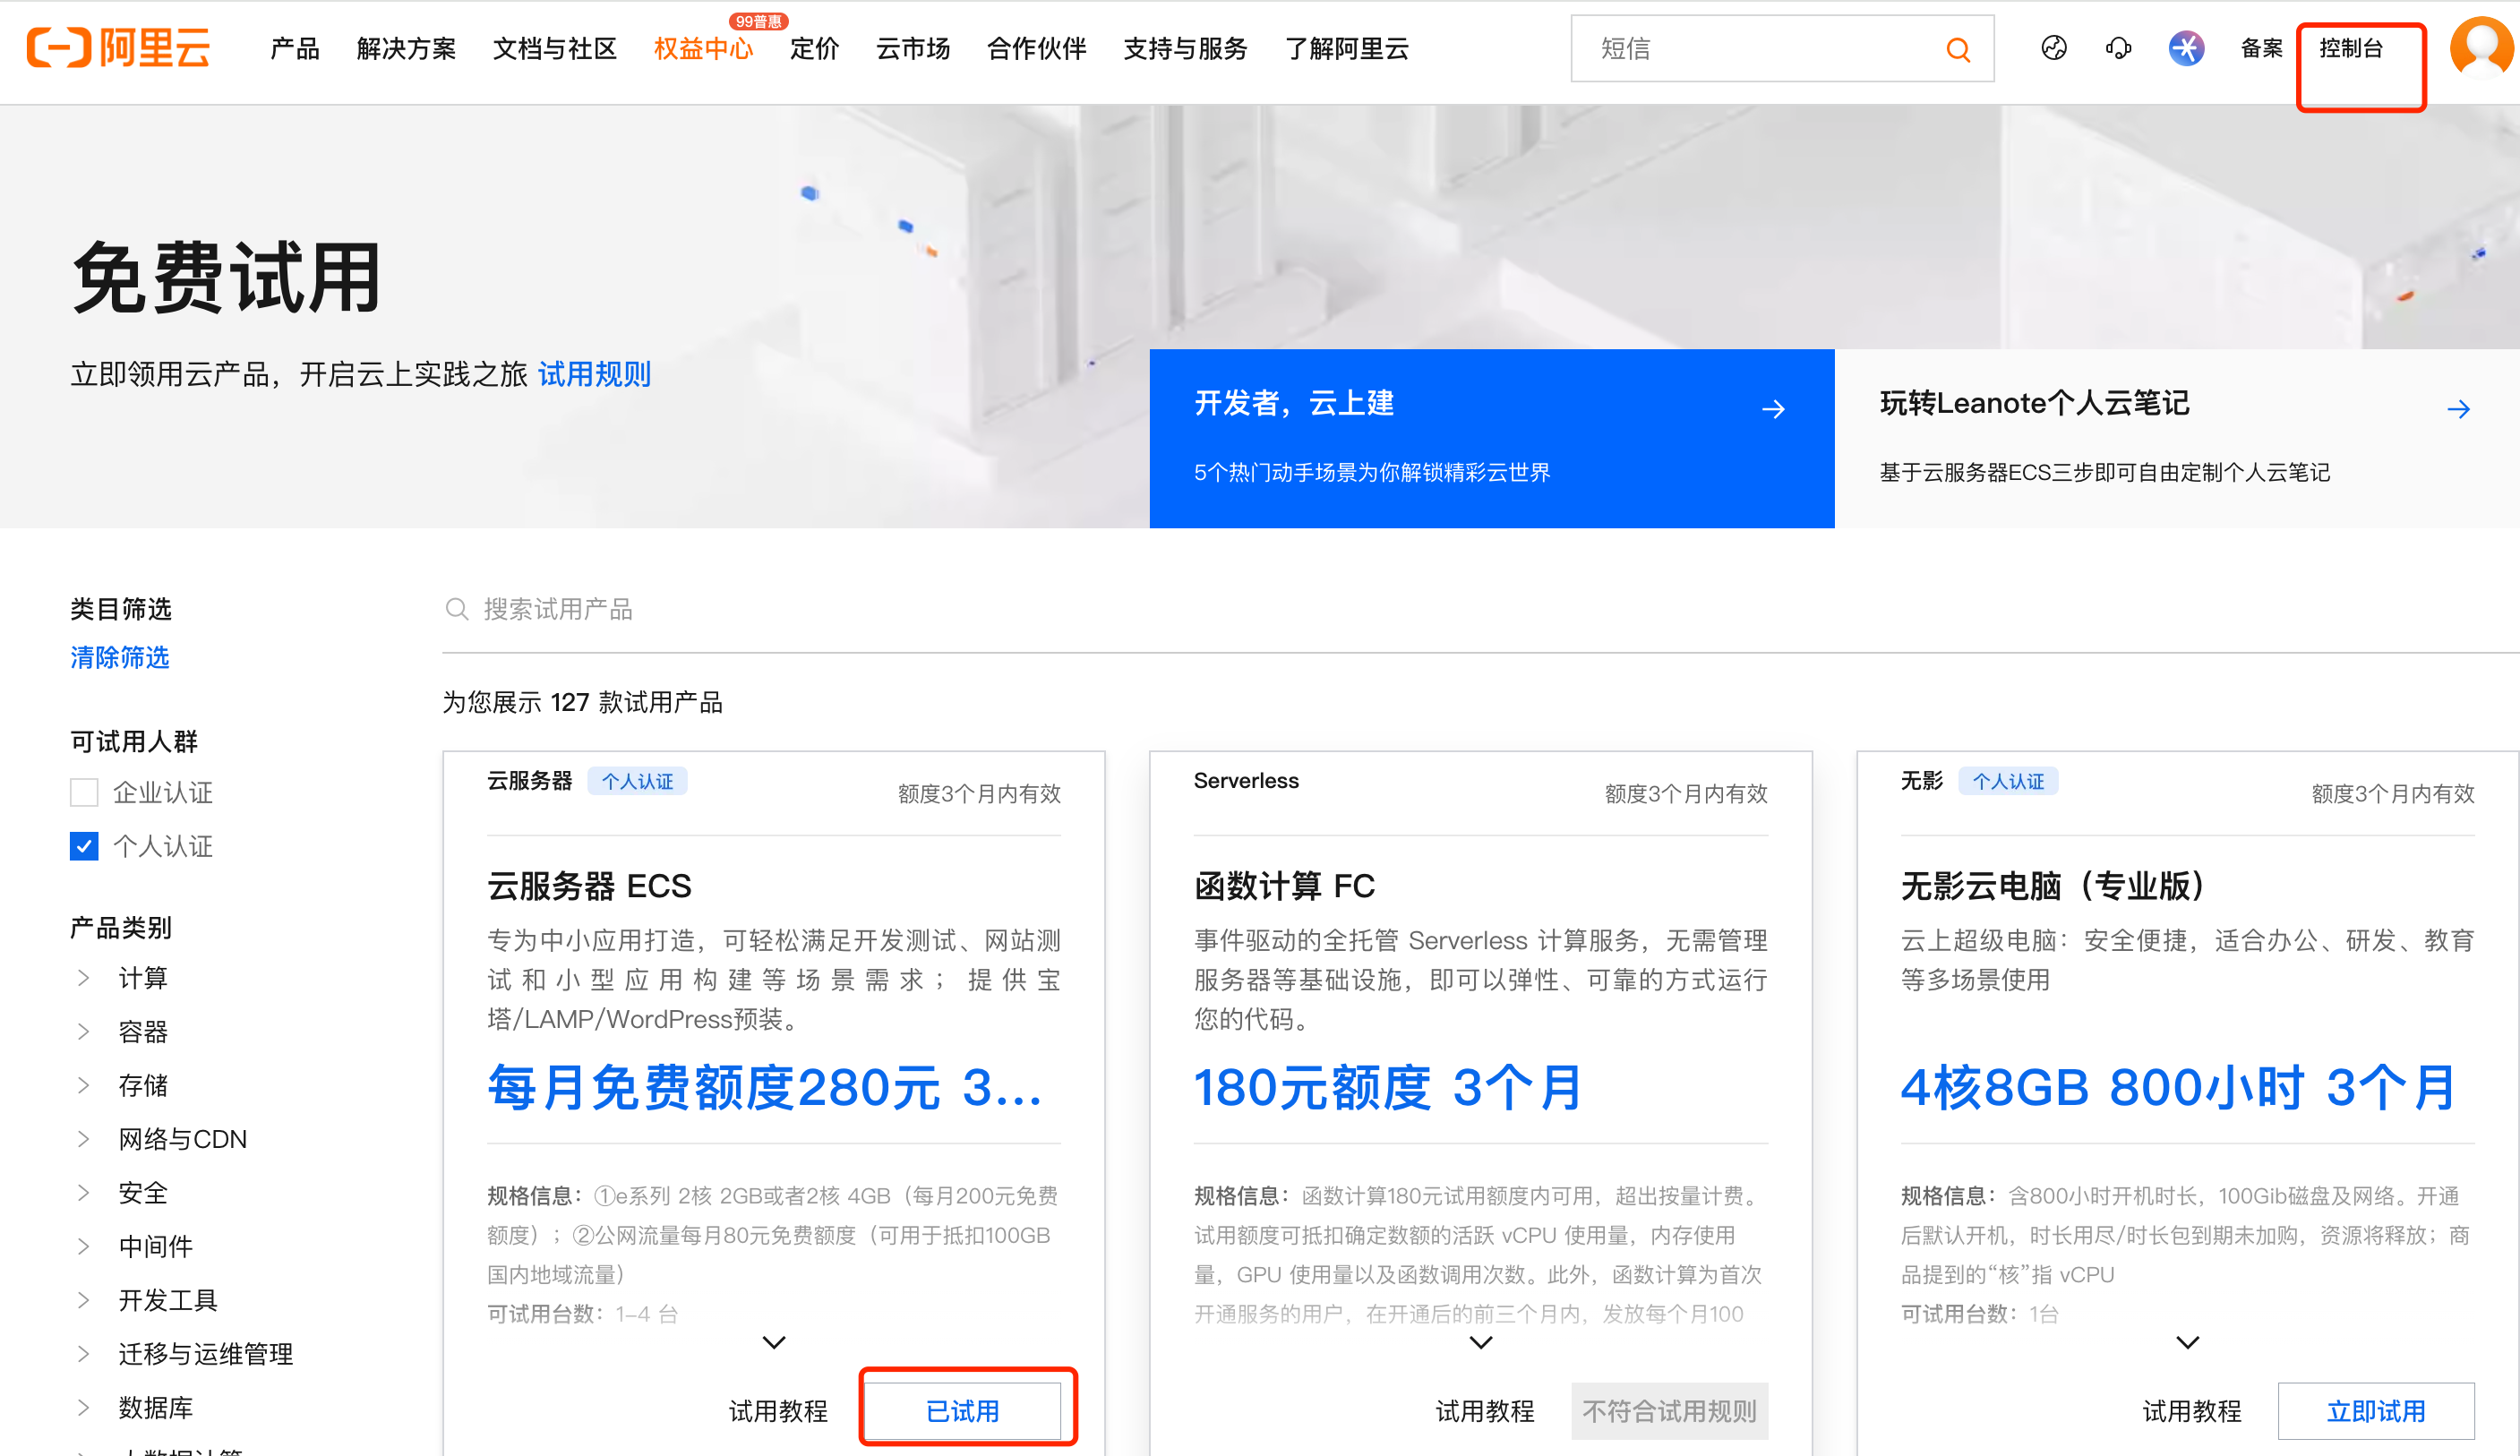 阿里云
产品
解决方案
文档与社区
权益中心
99普惠
定价
云市场
合作伙伴
支持与服务
了解阿里云
短信
备案
控制台
免费试用
立即领用云产品，开启云上实践之旅 试用规则
开发者，云上建
5个热门动手场景为你解锁精彩云世界
玩转Leanote个人云笔记
基于云服务器ECS三步即可自由定制个人云笔记
类目筛选
清除筛选
可试用人群
企业认证
个人认证
产品类别
计算
容器
存储
网络与CDN
安全
中间件
开发工具
迁移与运维管理
数据库
大数据计算
搜索试用产品
为您展示 127 款试用产品
云服务器 个人认证
额度3个月内有效
云服务器 ECS
专为中小应用打造，可轻松满足开发测试、网站测
试和小型应用构建等场景需求；提供宝
塔/LAMP/WordPress预装。
每月免费额度280元 3...
规格信息：①e系列 2核 2GB或者2核 4GB（每月200元免费
额度）；②公网流量每月80元免费额度（可用于抵扣100GB
国内地域流量）
可试用台数：1-4 台
试用教程
已试用
Serverless
额度3个月内有效
函数计算 FC
事件驱动的全托管 Serverless 计算服务，无需管理
服务器等基础设施，即可以弹性、可靠的方式运行
您的代码。
180元额度 3个月
规格信息：函数计算180元试用额度内可用，超出按量计费。
试用额度可抵扣确定数额的活跃 vCPU 使用量，内存使用
量，GPU 使用量以及函数调用次数。此外，函数计算为首次
开通服务的用户，在开通后的前三个月内，发放每个月100
试用教程
不符合试用规则
无影 个人认证
额度3个月内有效
无影云电脑（专业版）
云上超级电脑：安全便捷，适合办公、研发、教育
等多场景使用
4核8GB 800小时 3个月
规格信息：含800小时开机时长，100Gib磁盘及网络。开通
后默认开机，时长用尽/时长包到期未加购，资源将释放；商
品提到的“核”指 vCPU
可试用台数：1台
试用教程
立即试用